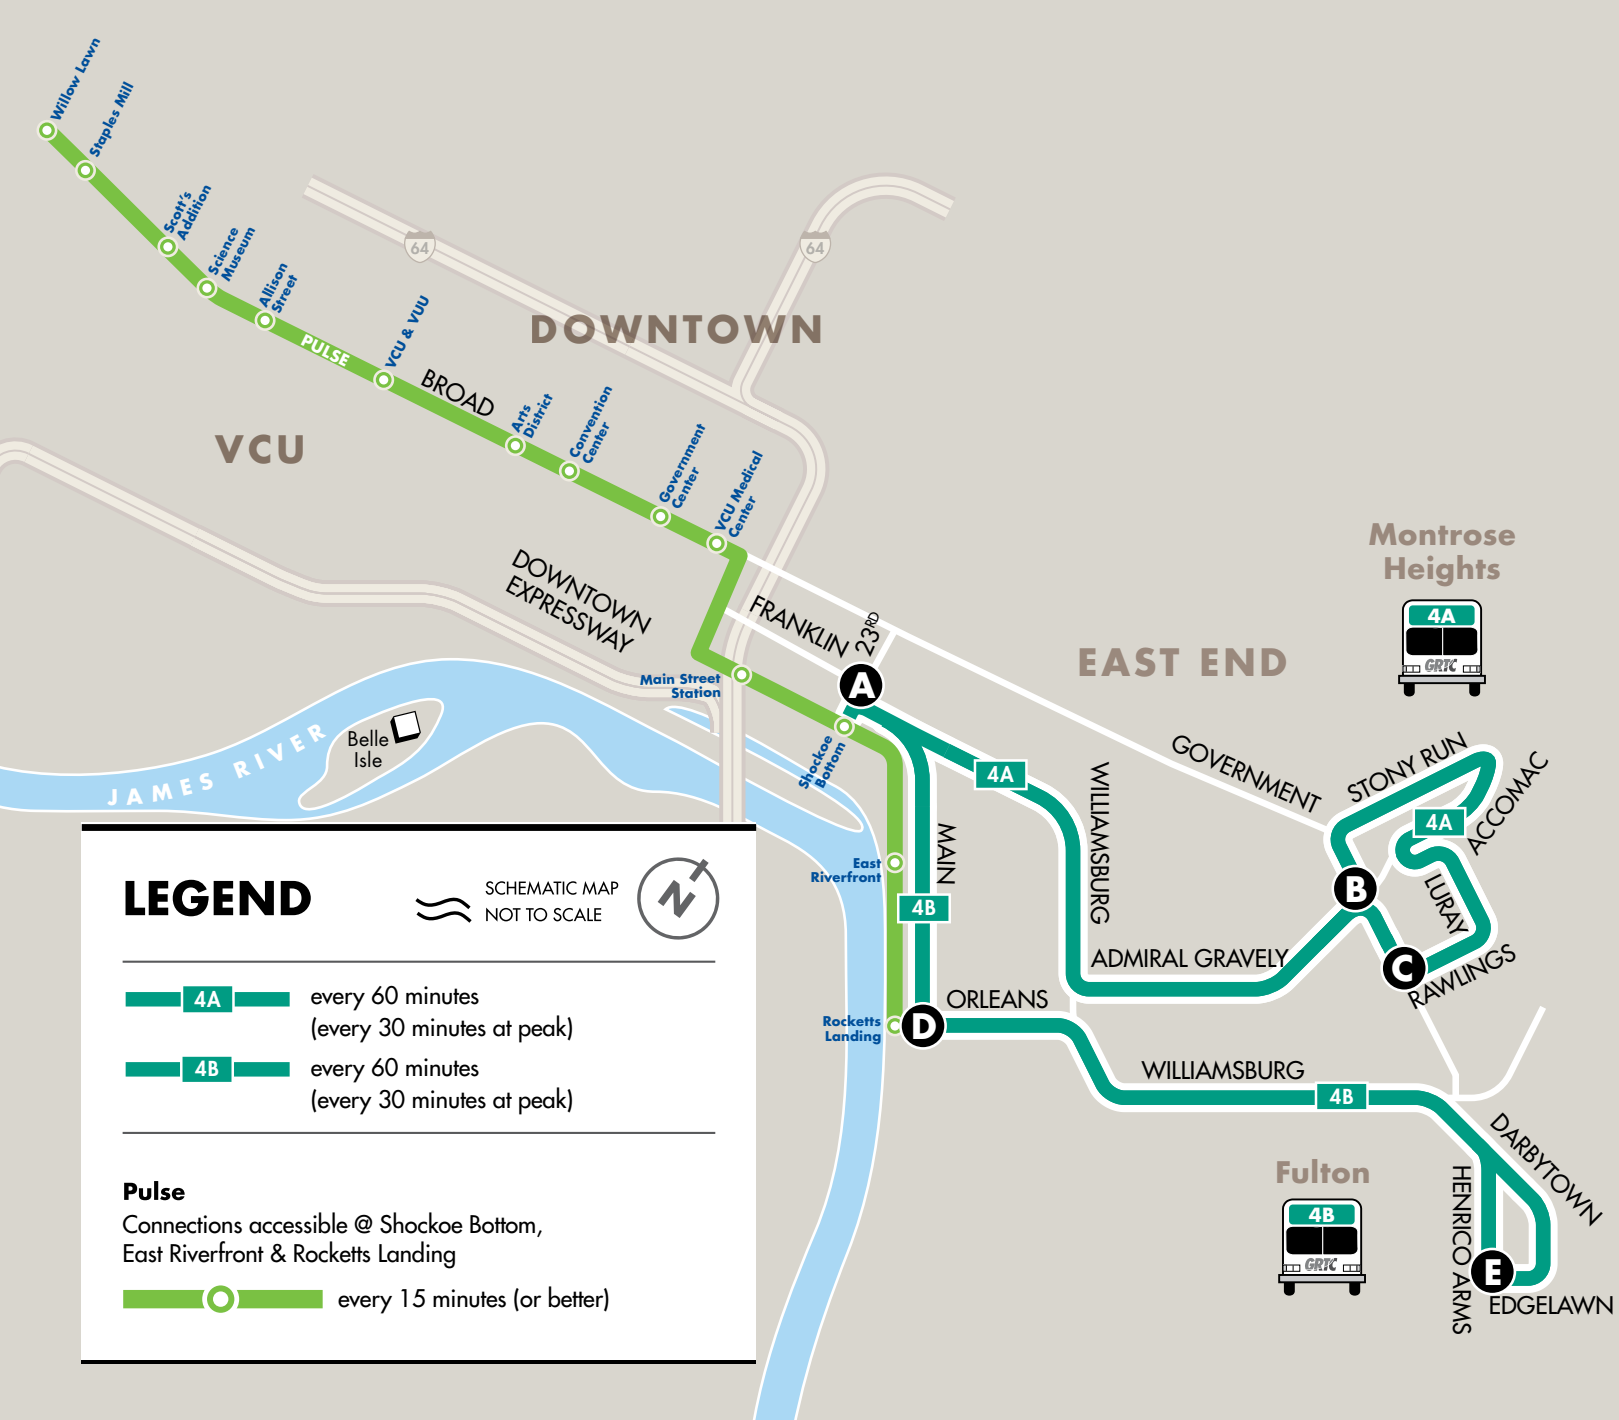 Willow Lawn
Staples Mill
Scott's
Addition
Science
Museum
Allison
Street
PULSE
VCU & VUU
BROAD
Arts
District
Convention
Center
Government
Center
VCU Medical
Center
64
64
DOWNTOWN
VCU
DOWNTOWN
EXPRESSWAY
FRANKLIN
23RD
EAST END
Montrose
Heights
4A
GRTC
Main Street
Station
A
Shockoe
Bottom
Belle
Isle
JAMES RIVER
4A
WILLIAMSBURG
GOVERNMENT
STONY RUN
4A
ACCOMAC
MAIN
East
Riverfront
4B
B
LURAY
C
RAWLINGS
ADMIRAL GRAVELY
Rocketts
Landing
D
ORLEANS
WILLIAMSBURG
4B
DARBYTOWN
HENRICO ARMS
E
EDGELAWN
Fulton
4B
GRTC
LEGEND
SCHEMATIC MAP
NOT TO SCALE
N
4A
every 60 minutes
(every 30 minutes at peak)
4B
every 60 minutes
(every 30 minutes at peak)
Pulse
Connections accessible @ Shockoe Bottom,
East Riverfront & Rocketts Landing
every 15 minutes (or better)